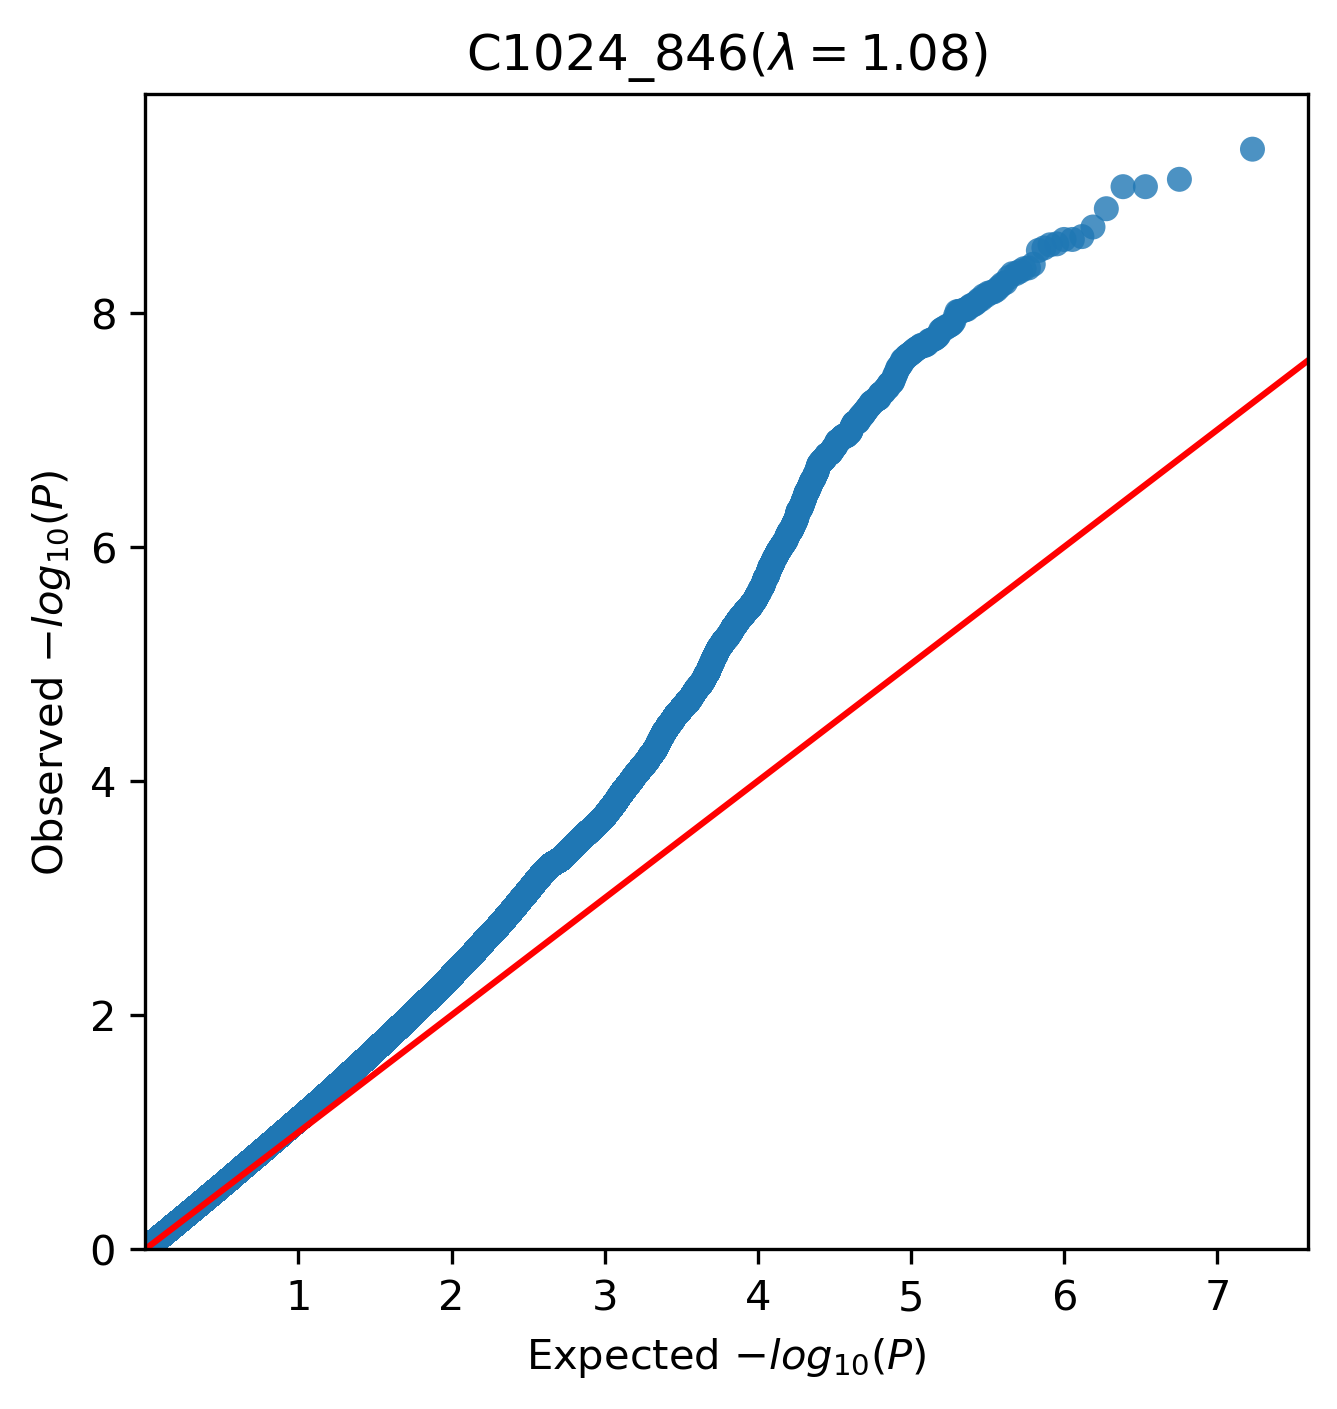 C1024_846(λ = 1.08)
Observed −log₁₀(P)
8
6
4
2
0
1 2 3 4 5 6 7
Expected −log₁₀(P)